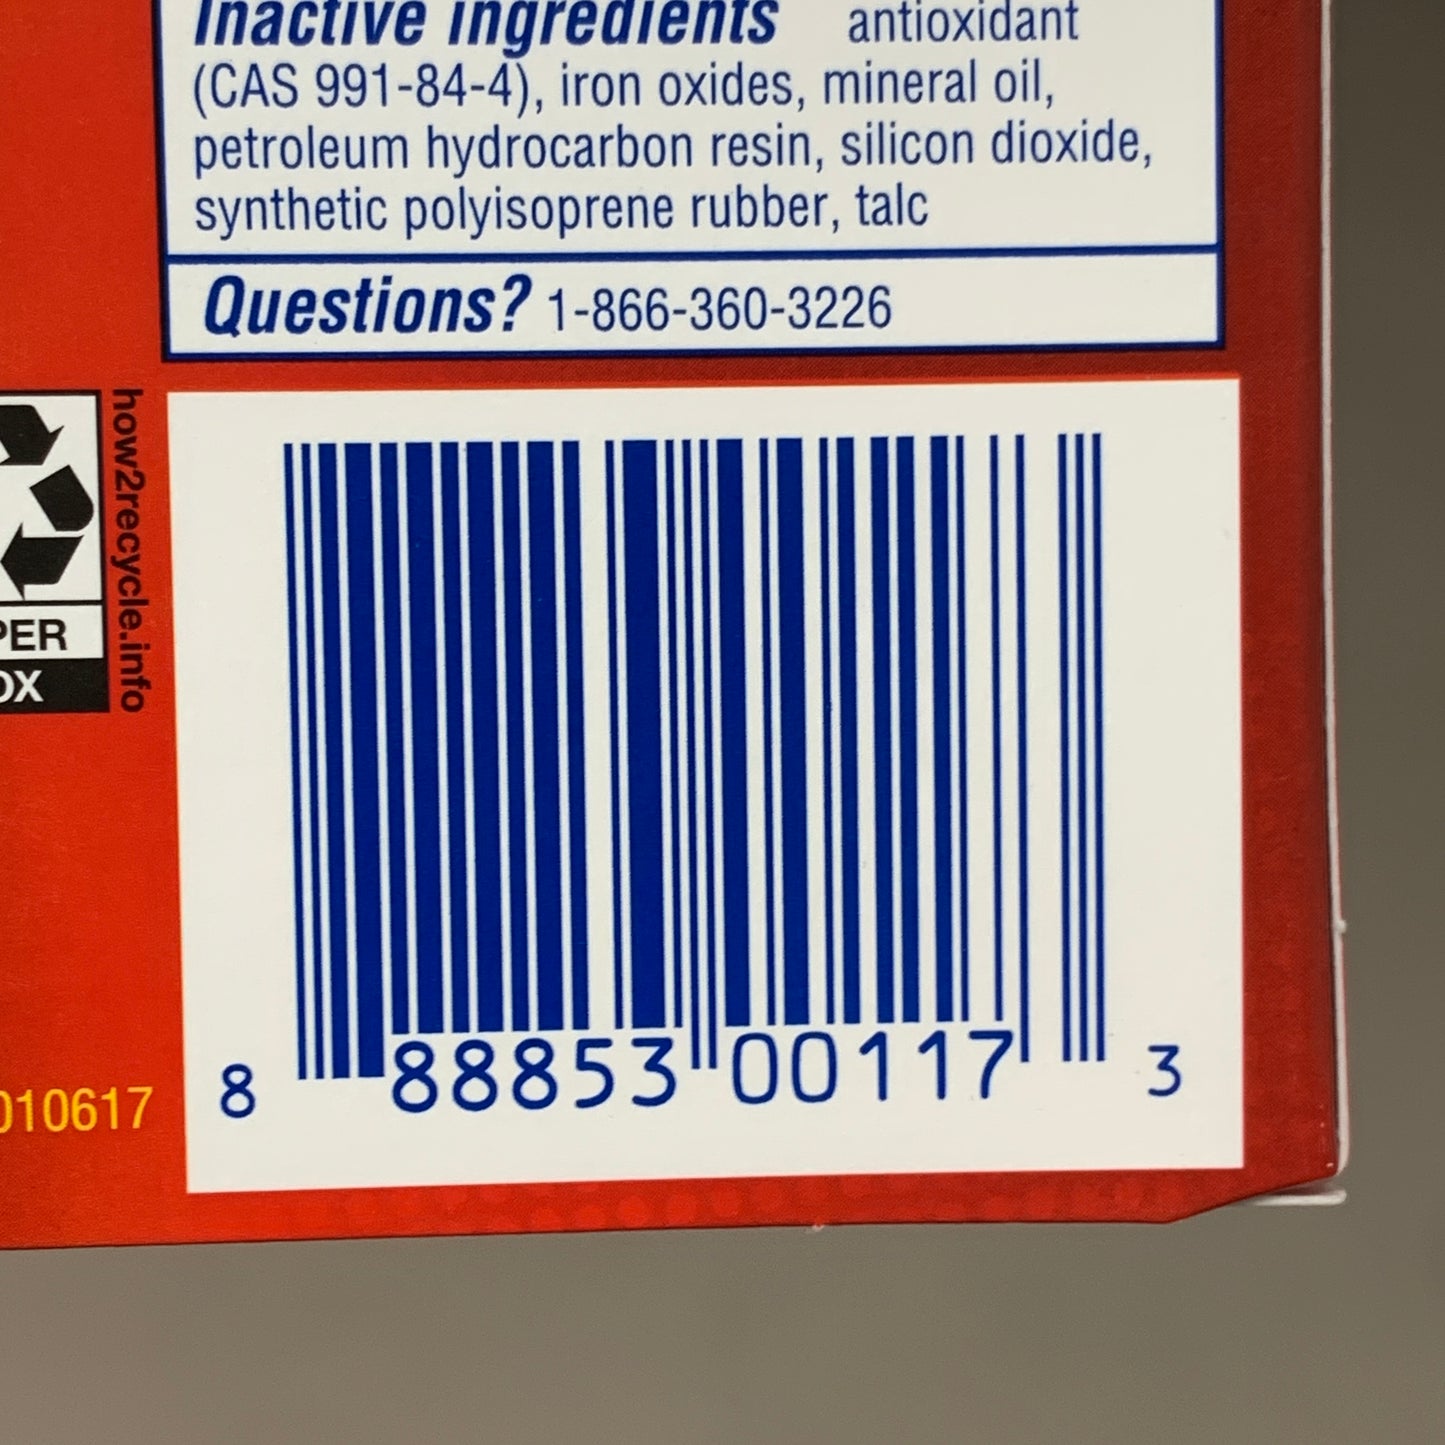 Inactive ingredients antioxidant
(CAS 991-84-4), iron oxides, mineral oil,
petroleum hydrocarbon resin, silicon dioxide,
synthetic polyisoprene rubber, talc
Questions? 1-866-360-3226
how2recycle.info
PER
OX
010617
8 88853 00117 3